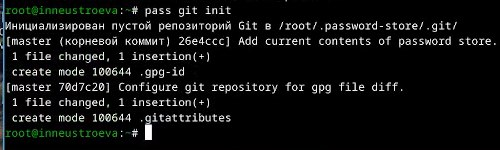 root@inneustroeva:~# pass git init
Инициализирован пустой репозиторий Git в /root/.password-store/.git/
[master (корневой коммит) 26e4ccc] Add current contents of password store.
 1 file changed, 1 insertion(+)
 create mode 100644 .gpg-id
[master 70d7c20] Configure git repository for gpg file diff.
 1 file changed, 1 insertion(+)
 create mode 100644 .gitattributes
root@inneustroeva:~#